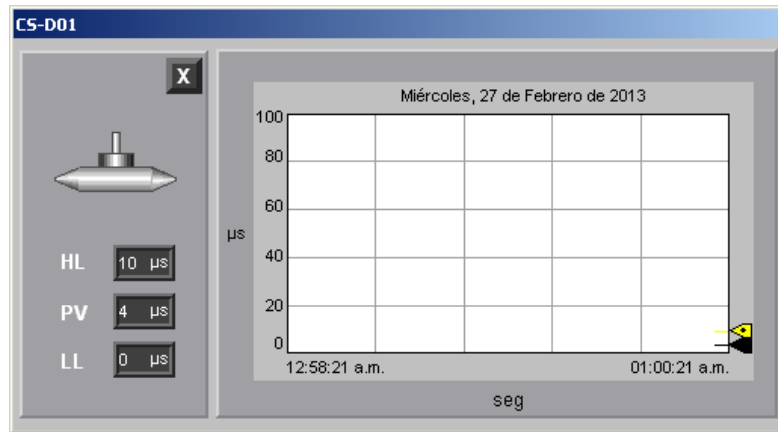 CS-D01
X
HL 10 µs
PV 4 µs
LL 0 µs
Miércoles, 27 de Febrero de 2013
100
80
60
40
20
0
µs
12:58:21 a.m. 01:00:21 a.m.
seg